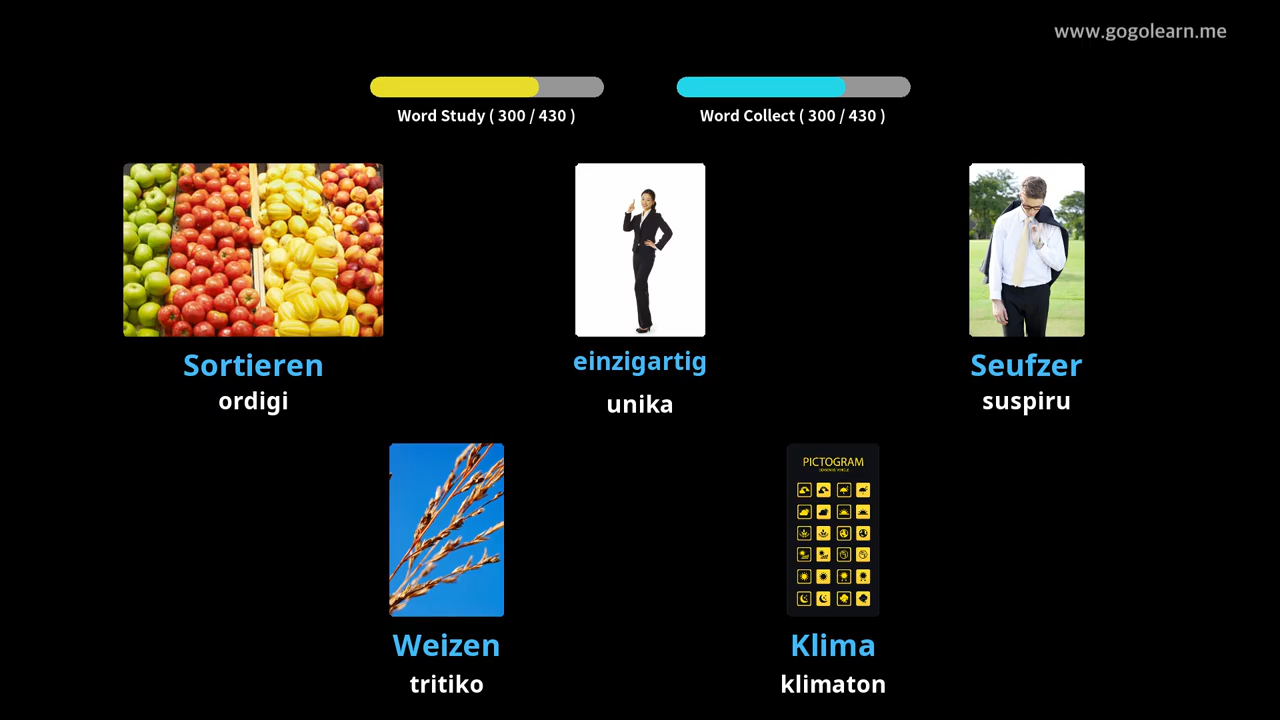 www.gogolearn.me
Word Study ( 300 / 430 )
Word Collect ( 300 / 430 )
Sortieren
ordigi
einzigartig
unika
Seufzer
suspiru
PICTOGRAM
Weizen
tritiko
Klima
klimaton